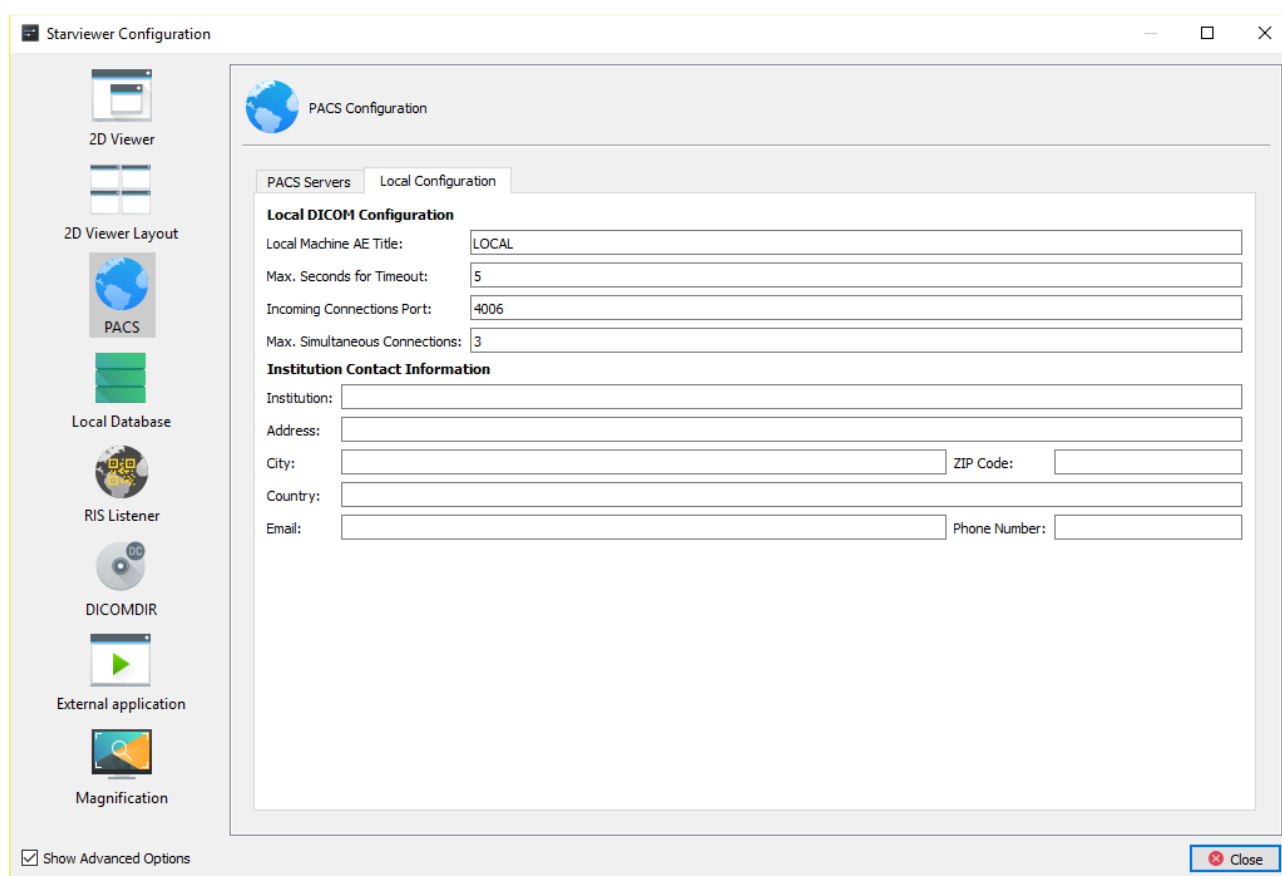 Starviewer Configuration
2D Viewer
2D Viewer Layout
PACS
Local Database
RIS Listener
DC
DICOMDIR
External application
Magnification
PACS Configuration
PACS Servers
Local Configuration
Local DICOM Configuration
Local Machine AE Title: LOCAL
Max. Seconds for Timeout: 5
Incoming Connections Port: 4006
Max. Simultaneous Connections: 3
Institution Contact Information
Institution:
Address:
City: ZIP Code:
Country:
Email: Phone Number:
Show Advanced Options
Close